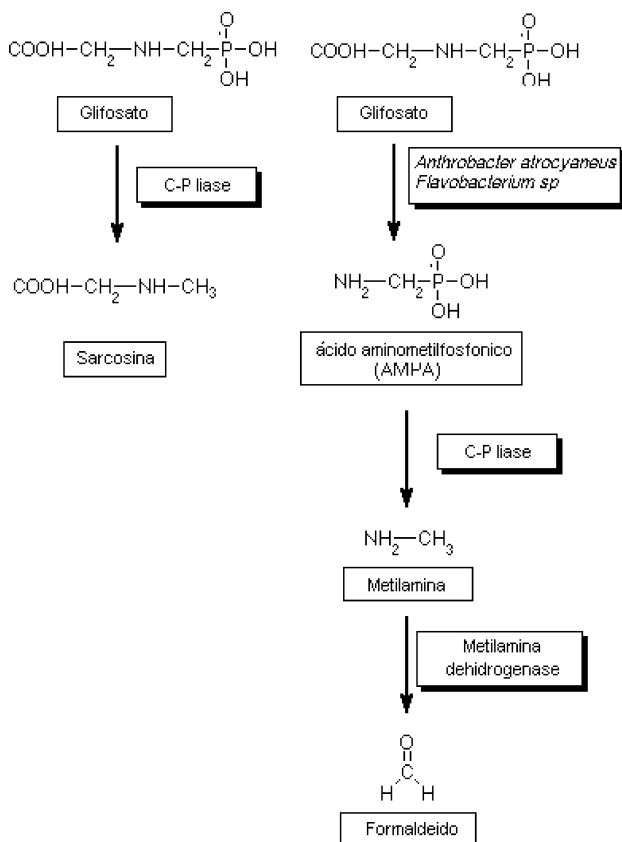 COOH—CH2—NH—CH2—P—OH
O
OH
Glifosato
C-P liase
COOH—CH2—NH—CH3
Sarcosina
COOH—CH2—NH—CH2—P—OH
O
OH
Glifosato
Anthrobacter atrocyaneus
Flavobacterium sp
NH2—CH2—P—OH
O
OH
ácido aminometilfosfonico
(AMPA)
C-P liase
NH2—CH3
Metilamina
Metilamina
dehidrogenase
O
C
H H
Formaldeido